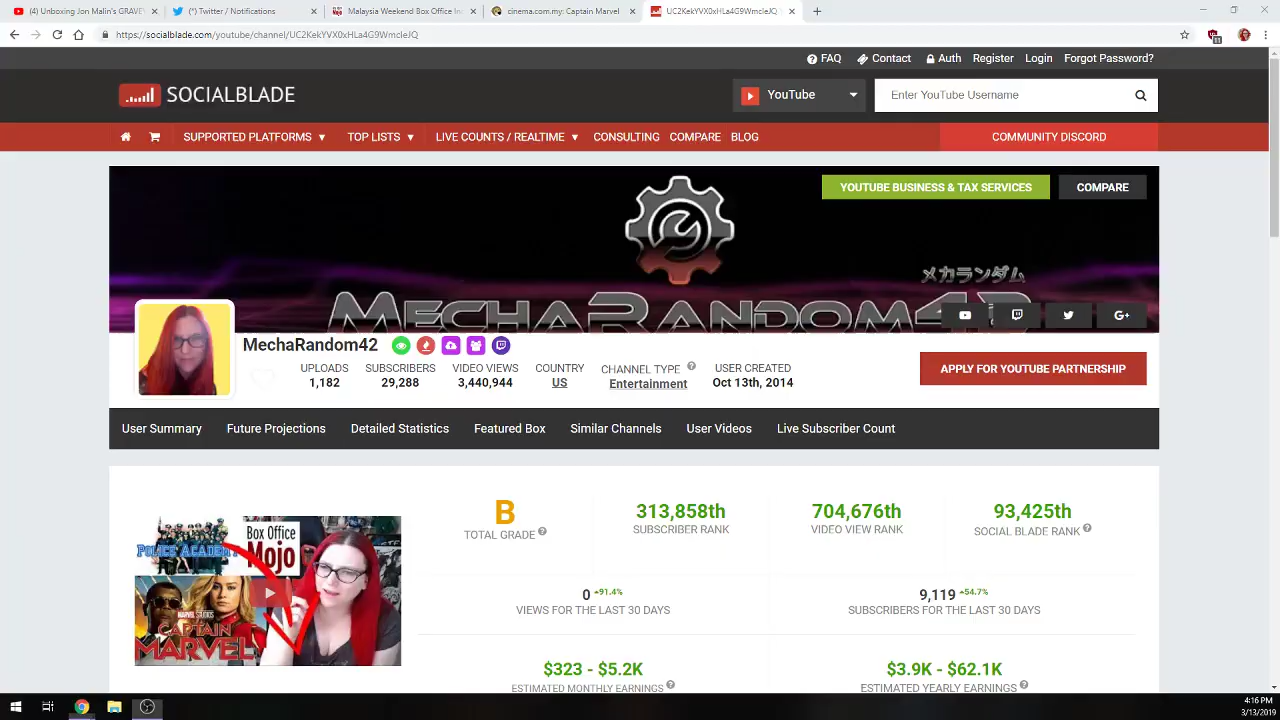 Unboxing Jon Malin's GRAVEY
(*) Twitter / Notifications
Malaysia Weekend Box Office In
cinema.com.my: Captain Marvel
UC2KekYVX0xHLa4G9WmcleJQ
https://socialblade.com/youtube/channel/UC2KekYVX0xHLa4G9WmcleJQ
FAQ
Contact
Auth
Register
Login
Forgot Password?
SOCIALBLADE
YouTube
Enter YouTube Username
SUPPORTED PLATFORMS
TOP LISTS
LIVE COUNTS / REALTIME
CONSULTING
COMPARE
BLOG
COMMUNITY DISCORD
YOUTUBE BUSINESS & TAX SERVICES
COMPARE
メカランダム
MECHARANDOM42
MechaRandom42
UPLOADS
1,182
SUBSCRIBERS
29,288
VIDEO VIEWS
3,440,944
COUNTRY
US
CHANNEL TYPE
Entertainment
USER CREATED
Oct 13th, 2014
APPLY FOR YOUTUBE PARTNERSHIP
User Summary
Future Projections
Detailed Statistics
Featured Box
Similar Channels
User Videos
Live Subscriber Count
POLICE ACADEMY
Box Office
Mojo
MARVEL STUDIOS
CAPTAIN
MARVEL
B
TOTAL GRADE
313,858th
SUBSCRIBER RANK
704,676th
VIDEO VIEW RANK
93,425th
SOCIAL BLADE RANK
0 +91.4%
VIEWS FOR THE LAST 30 DAYS
9,119 +54.7%
SUBSCRIBERS FOR THE LAST 30 DAYS
$323 - $5.2K
ESTIMATED MONTHLY EARNINGS
$3.9K - $62.1K
ESTIMATED YEARLY EARNINGS
4:16 PM
3/13/2019